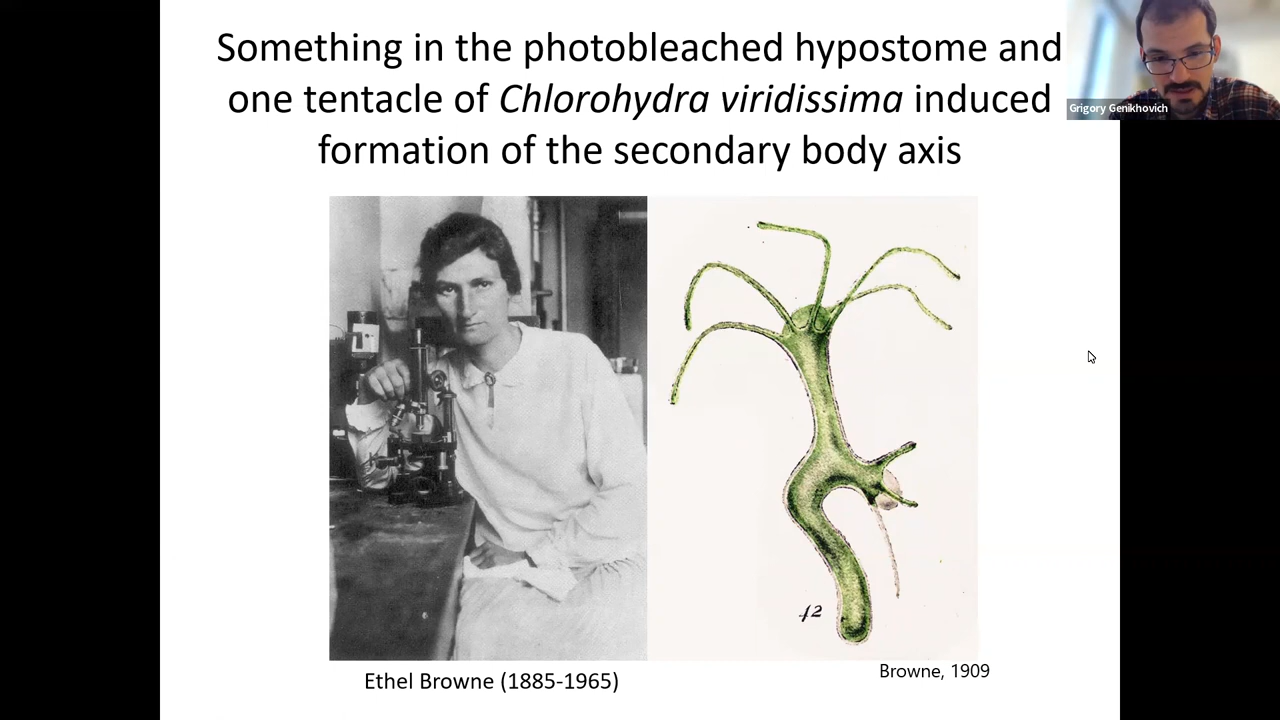 Something in the photobleached hypostome and
one tentacle of Chlorohydra viridissima induced
formation of the secondary body axis
Grigory Genikhovich
12
Ethel Browne (1885-1965)
Browne, 1909